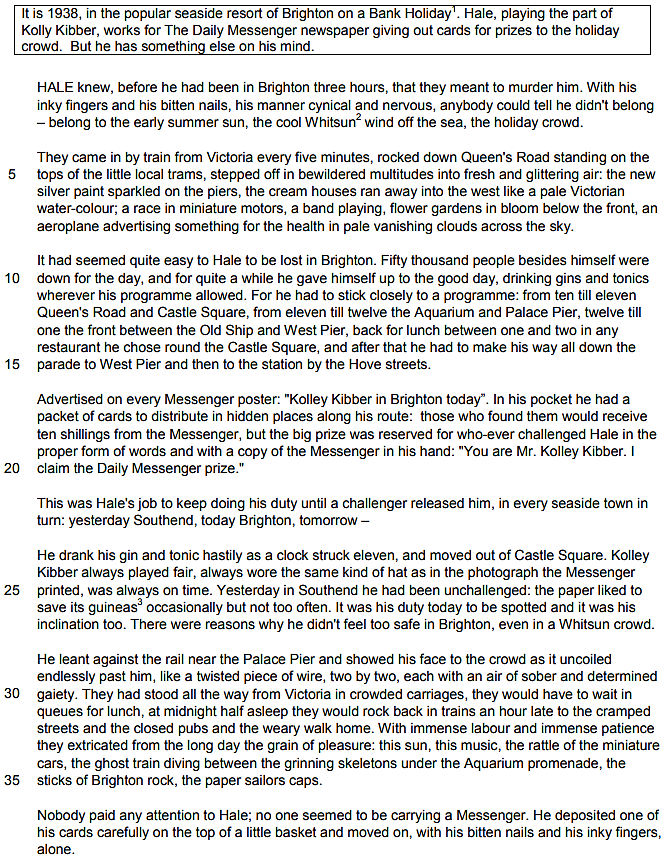 It is 1938, in the popular seaside resort of Brighton on a Bank Holiday1. Hale, playing the part of
Kolly Kibber, works for The Daily Messenger newspaper giving out cards for prizes to the holiday
crowd.  But he has something else on his mind.
HALE knew, before he had been in Brighton three hours, that they meant to murder him. With his
inky fingers and his bitten nails, his manner cynical and nervous, anybody could tell he didn't belong
– belong to the early summer sun, the cool Whitsun2 wind off the sea, the holiday crowd.
They came in by train from Victoria every five minutes, rocked down Queen's Road standing on the
5 tops of the little local trams, stepped off in bewildered multitudes into fresh and glittering air: the new
silver paint sparkled on the piers, the cream houses ran away into the west like a pale Victorian
water-colour; a race in miniature motors, a band playing, flower gardens in bloom below the front, an
aeroplane advertising something for the health in pale vanishing clouds across the sky.
It had seemed quite easy to Hale to be lost in Brighton. Fifty thousand people besides himself were
10 down for the day, and for quite a while he gave himself up to the good day, drinking gins and tonics
wherever his programme allowed. For he had to stick closely to a programme: from ten till eleven
Queen's Road and Castle Square, from eleven till twelve the Aquarium and Palace Pier, twelve till
one the front between the Old Ship and West Pier, back for lunch between one and two in any
restaurant he chose round the Castle Square, and after that he had to make his way all down the
15 parade to West Pier and then to the station by the Hove streets.
Advertised on every Messenger poster: "Kolley Kibber in Brighton today”. In his pocket he had a
packet of cards to distribute in hidden places along his route:  those who found them would receive
ten shillings from the Messenger, but the big prize was reserved for who-ever challenged Hale in the
proper form of words and with a copy of the Messenger in his hand: "You are Mr. Kolley Kibber. I
20 claim the Daily Messenger prize."
This was Hale's job to keep doing his duty until a challenger released him, in every seaside town in
turn: yesterday Southend, today Brighton, tomorrow –
He drank his gin and tonic hastily as a clock struck eleven, and moved out of Castle Square. Kolley
Kibber always played fair, always wore the same kind of hat as in the photograph the Messenger
25 printed, was always on time. Yesterday in Southend he had been unchallenged: the paper liked to
save its guineas3 occasionally but not too often. It was his duty today to be spotted and it was his
inclination too. There were reasons why he didn't feel too safe in Brighton, even in a Whitsun crowd.
He leant against the rail near the Palace Pier and showed his face to the crowd as it uncoiled
endlessly past him, like a twisted piece of wire, two by two, each with an air of sober and determined
30 gaiety. They had stood all the way from Victoria in crowded carriages, they would have to wait in
queues for lunch, at midnight half asleep they would rock back in trains an hour late to the cramped
streets and the closed pubs and the weary walk home. With immense labour and immense patience
they extricated from the long day the grain of pleasure: this sun, this music, the rattle of the miniature
cars, the ghost train diving between the grinning skeletons under the Aquarium promenade, the
35 sticks of Brighton rock, the paper sailors caps.
Nobody paid any attention to Hale; no one seemed to be carrying a Messenger. He deposited one of
his cards carefully on the top of a little basket and moved on, with his bitten nails and his inky fingers,
alone.